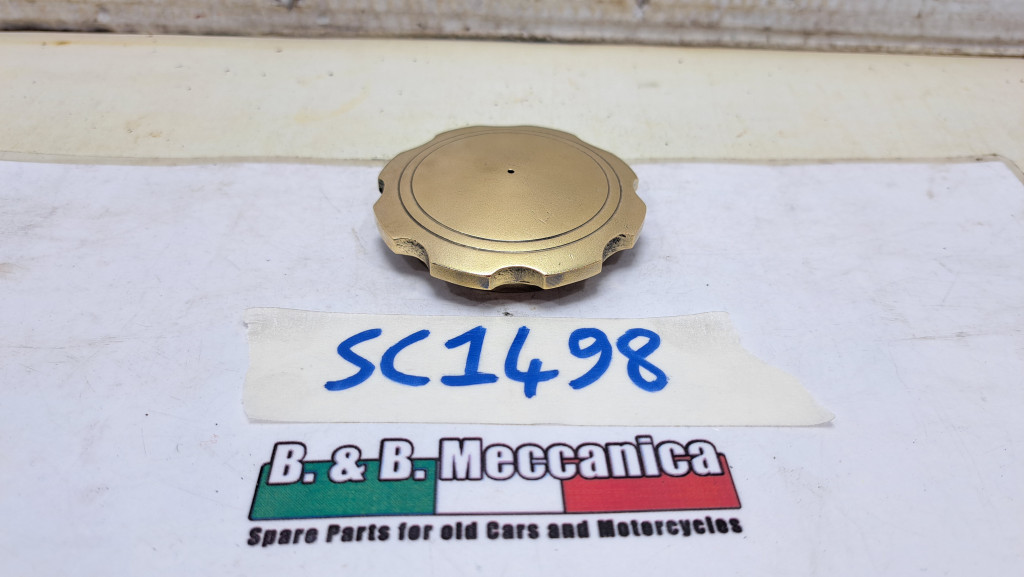 SC1498
B. & B. Meccanica
Spare Parts for old Cars and Motorcycles